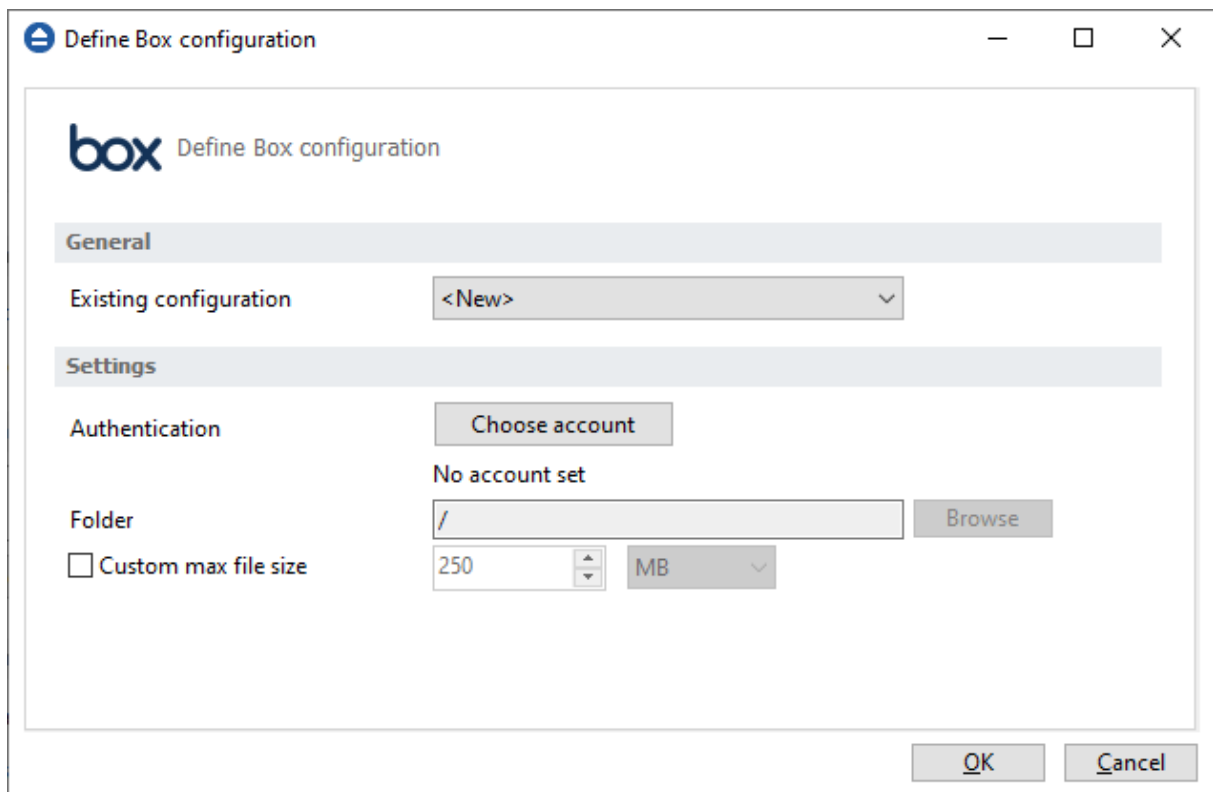 Define Box configuration
box Define Box configuration
General
Existing configuration <New>
Settings
Authentication Choose account
No account set
Folder / Browse
Custom max file size 250 MB
OK Cancel